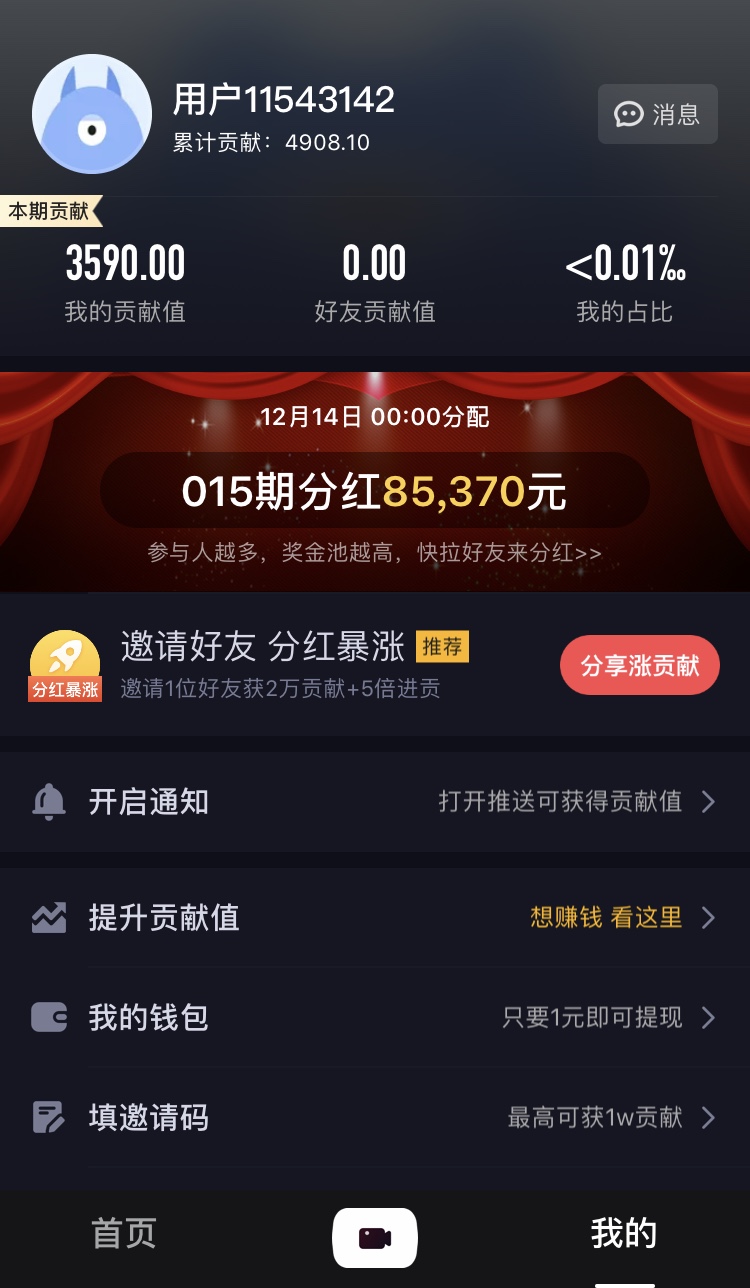 用户11543142
累计贡献：4908.10
消息
本期贡献
3590.00
0.00
<0.01‰
我的贡献值
好友贡献值
我的占比
12月14日 00:00分配
015期分红85,370元
参与人越多，奖金池越高，快拉好友来分红>>
邀请好友 分红暴涨 推荐
分红暴涨
邀请1位好友获2万贡献+5倍进贡
分享涨贡献
开启通知
打开推送可获得贡献值
提升贡献值
想赚钱 看这里
我的钱包
只要1元即可提现
填邀请码
最高可获1w贡献
首页
我的